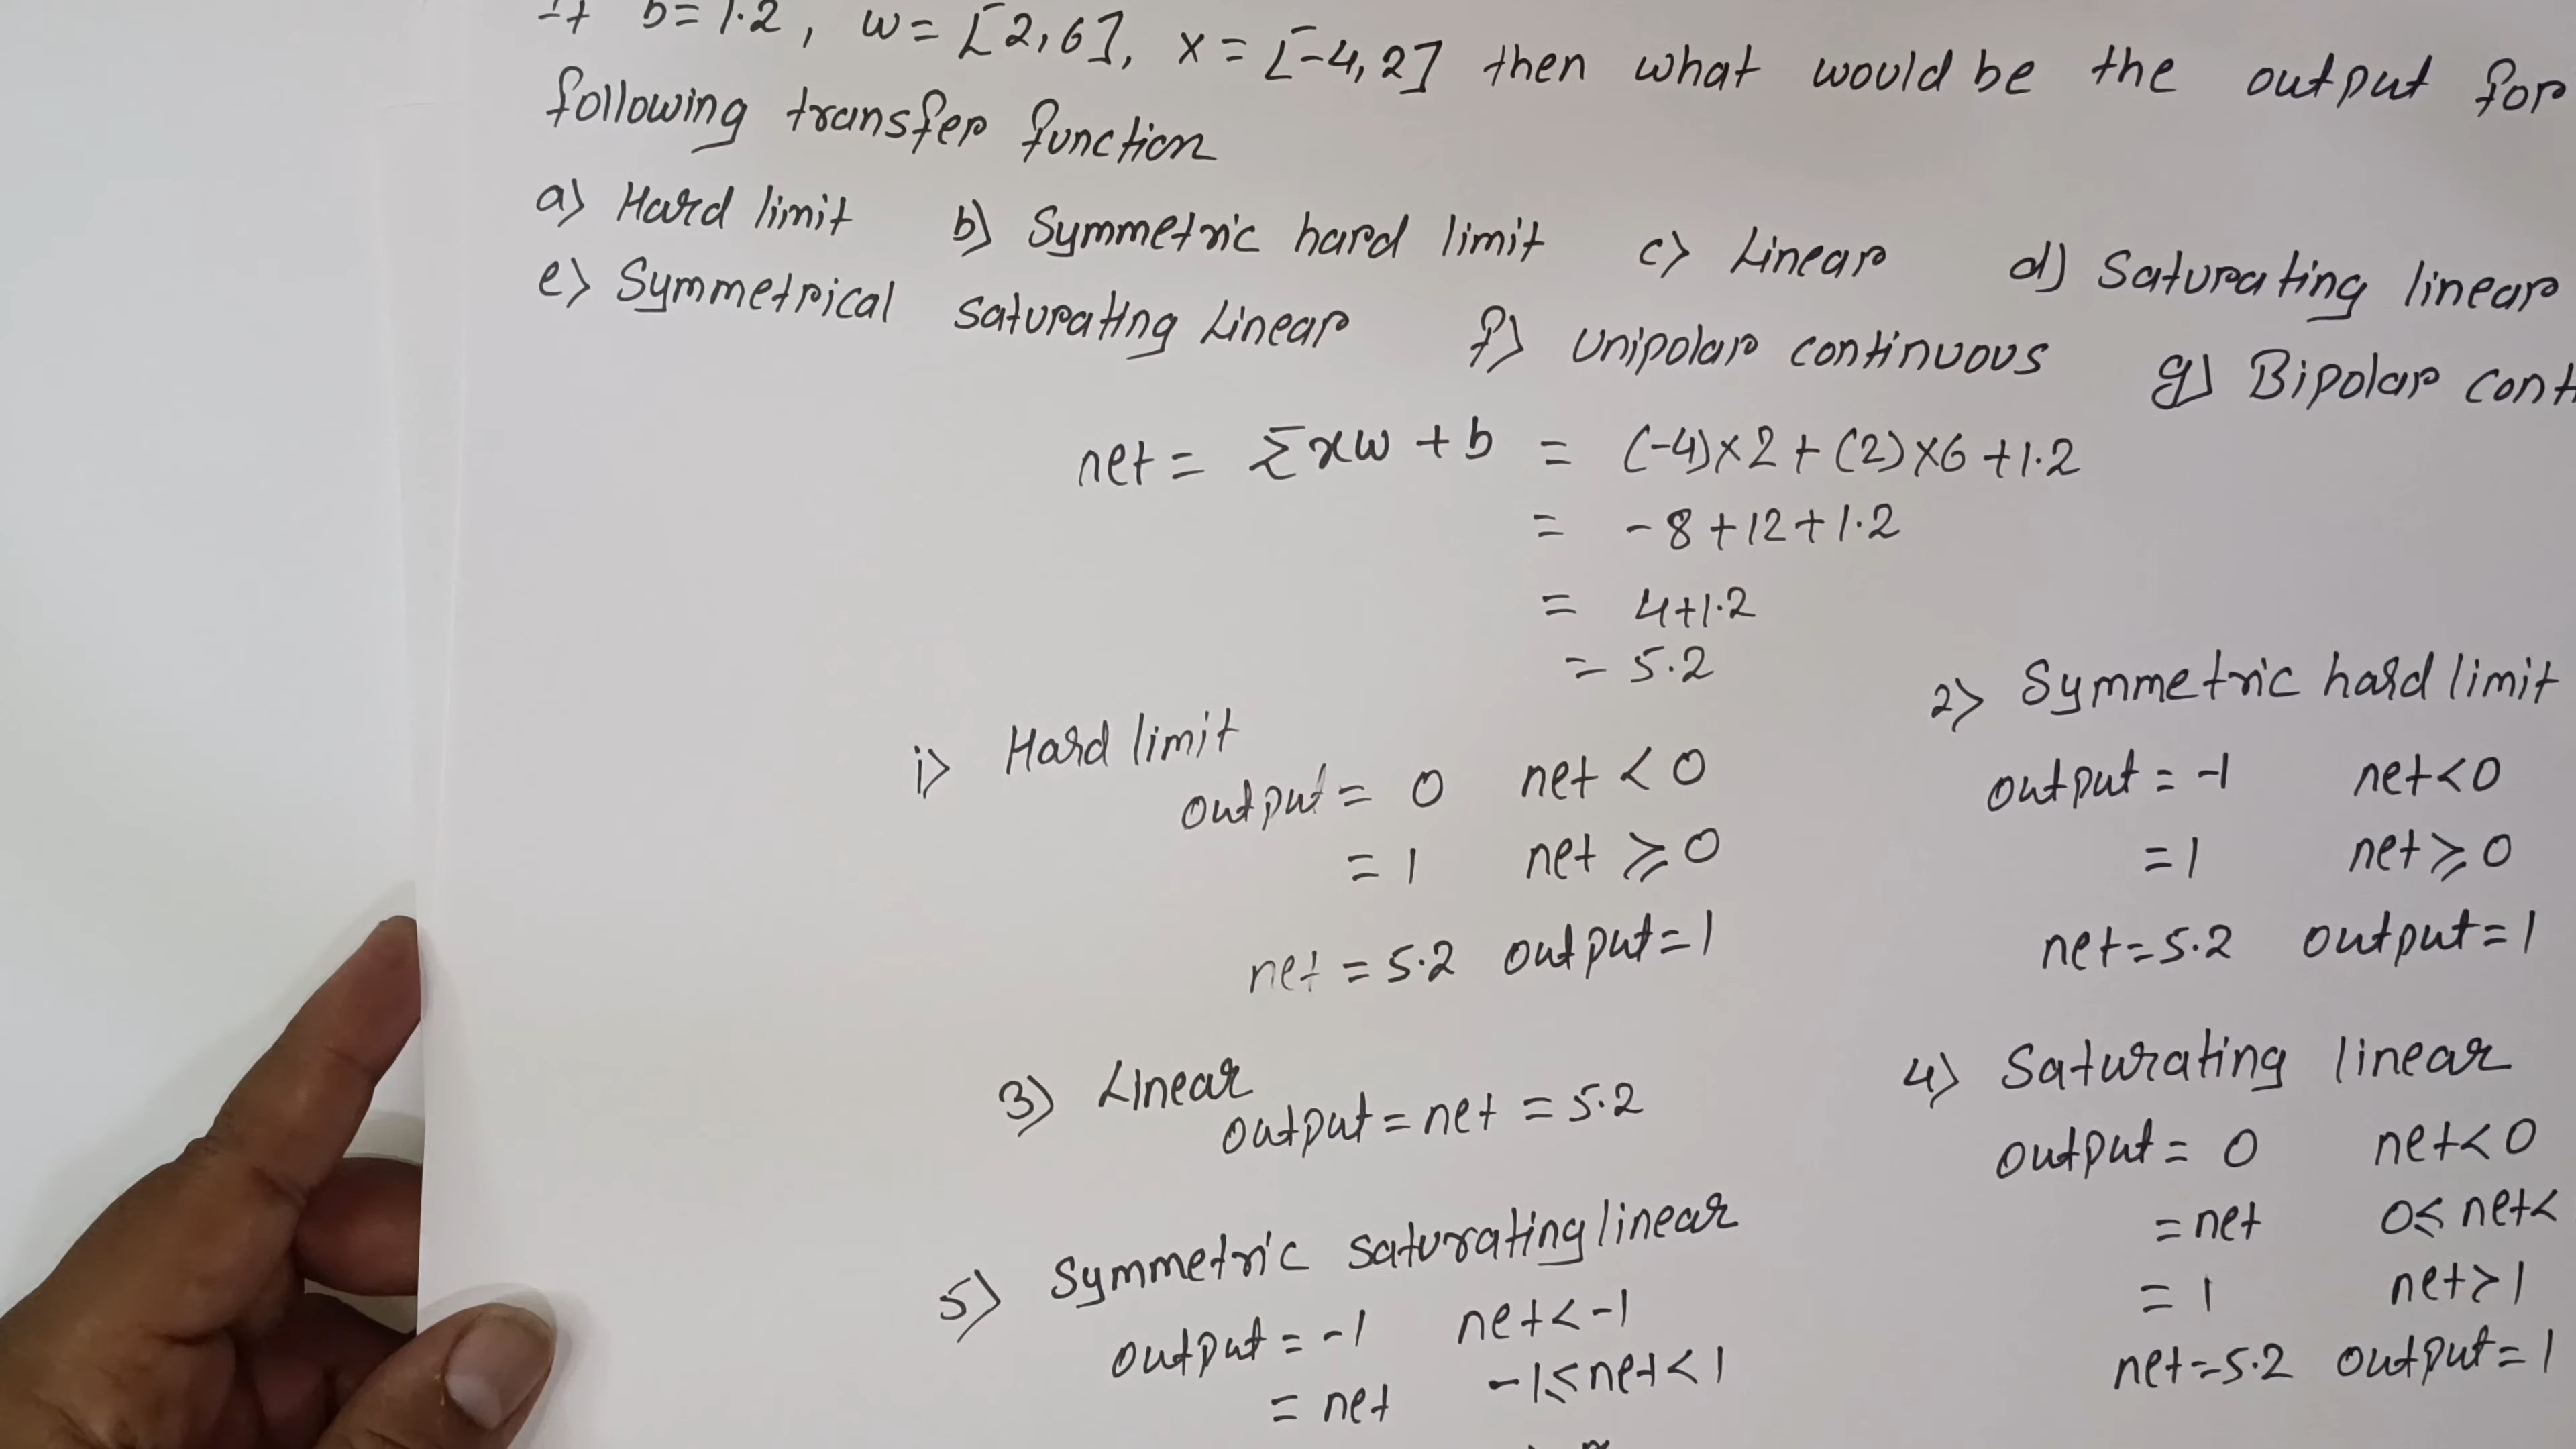 If b=1.2, w=[2,6], x=[-4,2] then what would be the output for
following transfer function
a) Hard limit b) Symmetric hard limit c) Linear d) Saturating linear
e) Symmetrical saturating Linear f) unipolar continuous g) Bipolar
net = Σxw + b = (-4)×2 + (2)×6 + 1.2
= -8+12+1.2
= 4+1.2
= 5.2
i) Hard limit
output = 0 net < 0
= 1 net ⩾ 0
net = 5.2 output=1
2) Symmetric hard limit
output = -1 net<0
=1 net⩾0
net=5.2 output=1
3) Linear
output = net = 5.2
4) Saturating linear
output = 0 net<0
= net 0⩽ net<
= 1 net>1
net=5.2 output=1
5) Symmetric saturating linear
output = -1 net< -1
= net -1⩽net<1